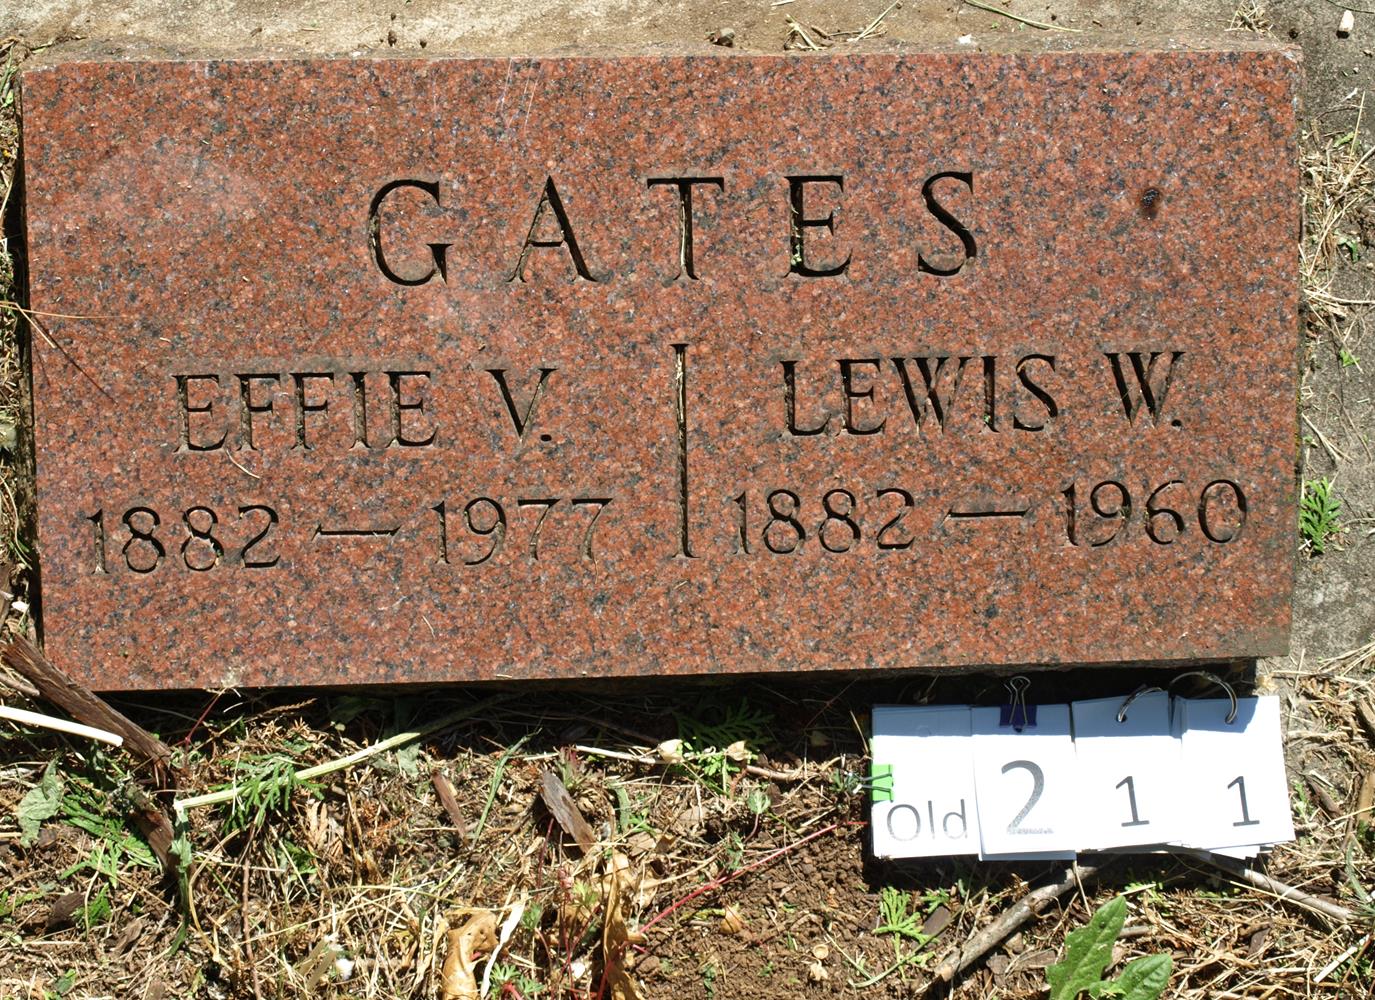 GATES
EFFIE V.
1882 — 1977
LEWIS W.
1882 — 1960
Old 2 1 1